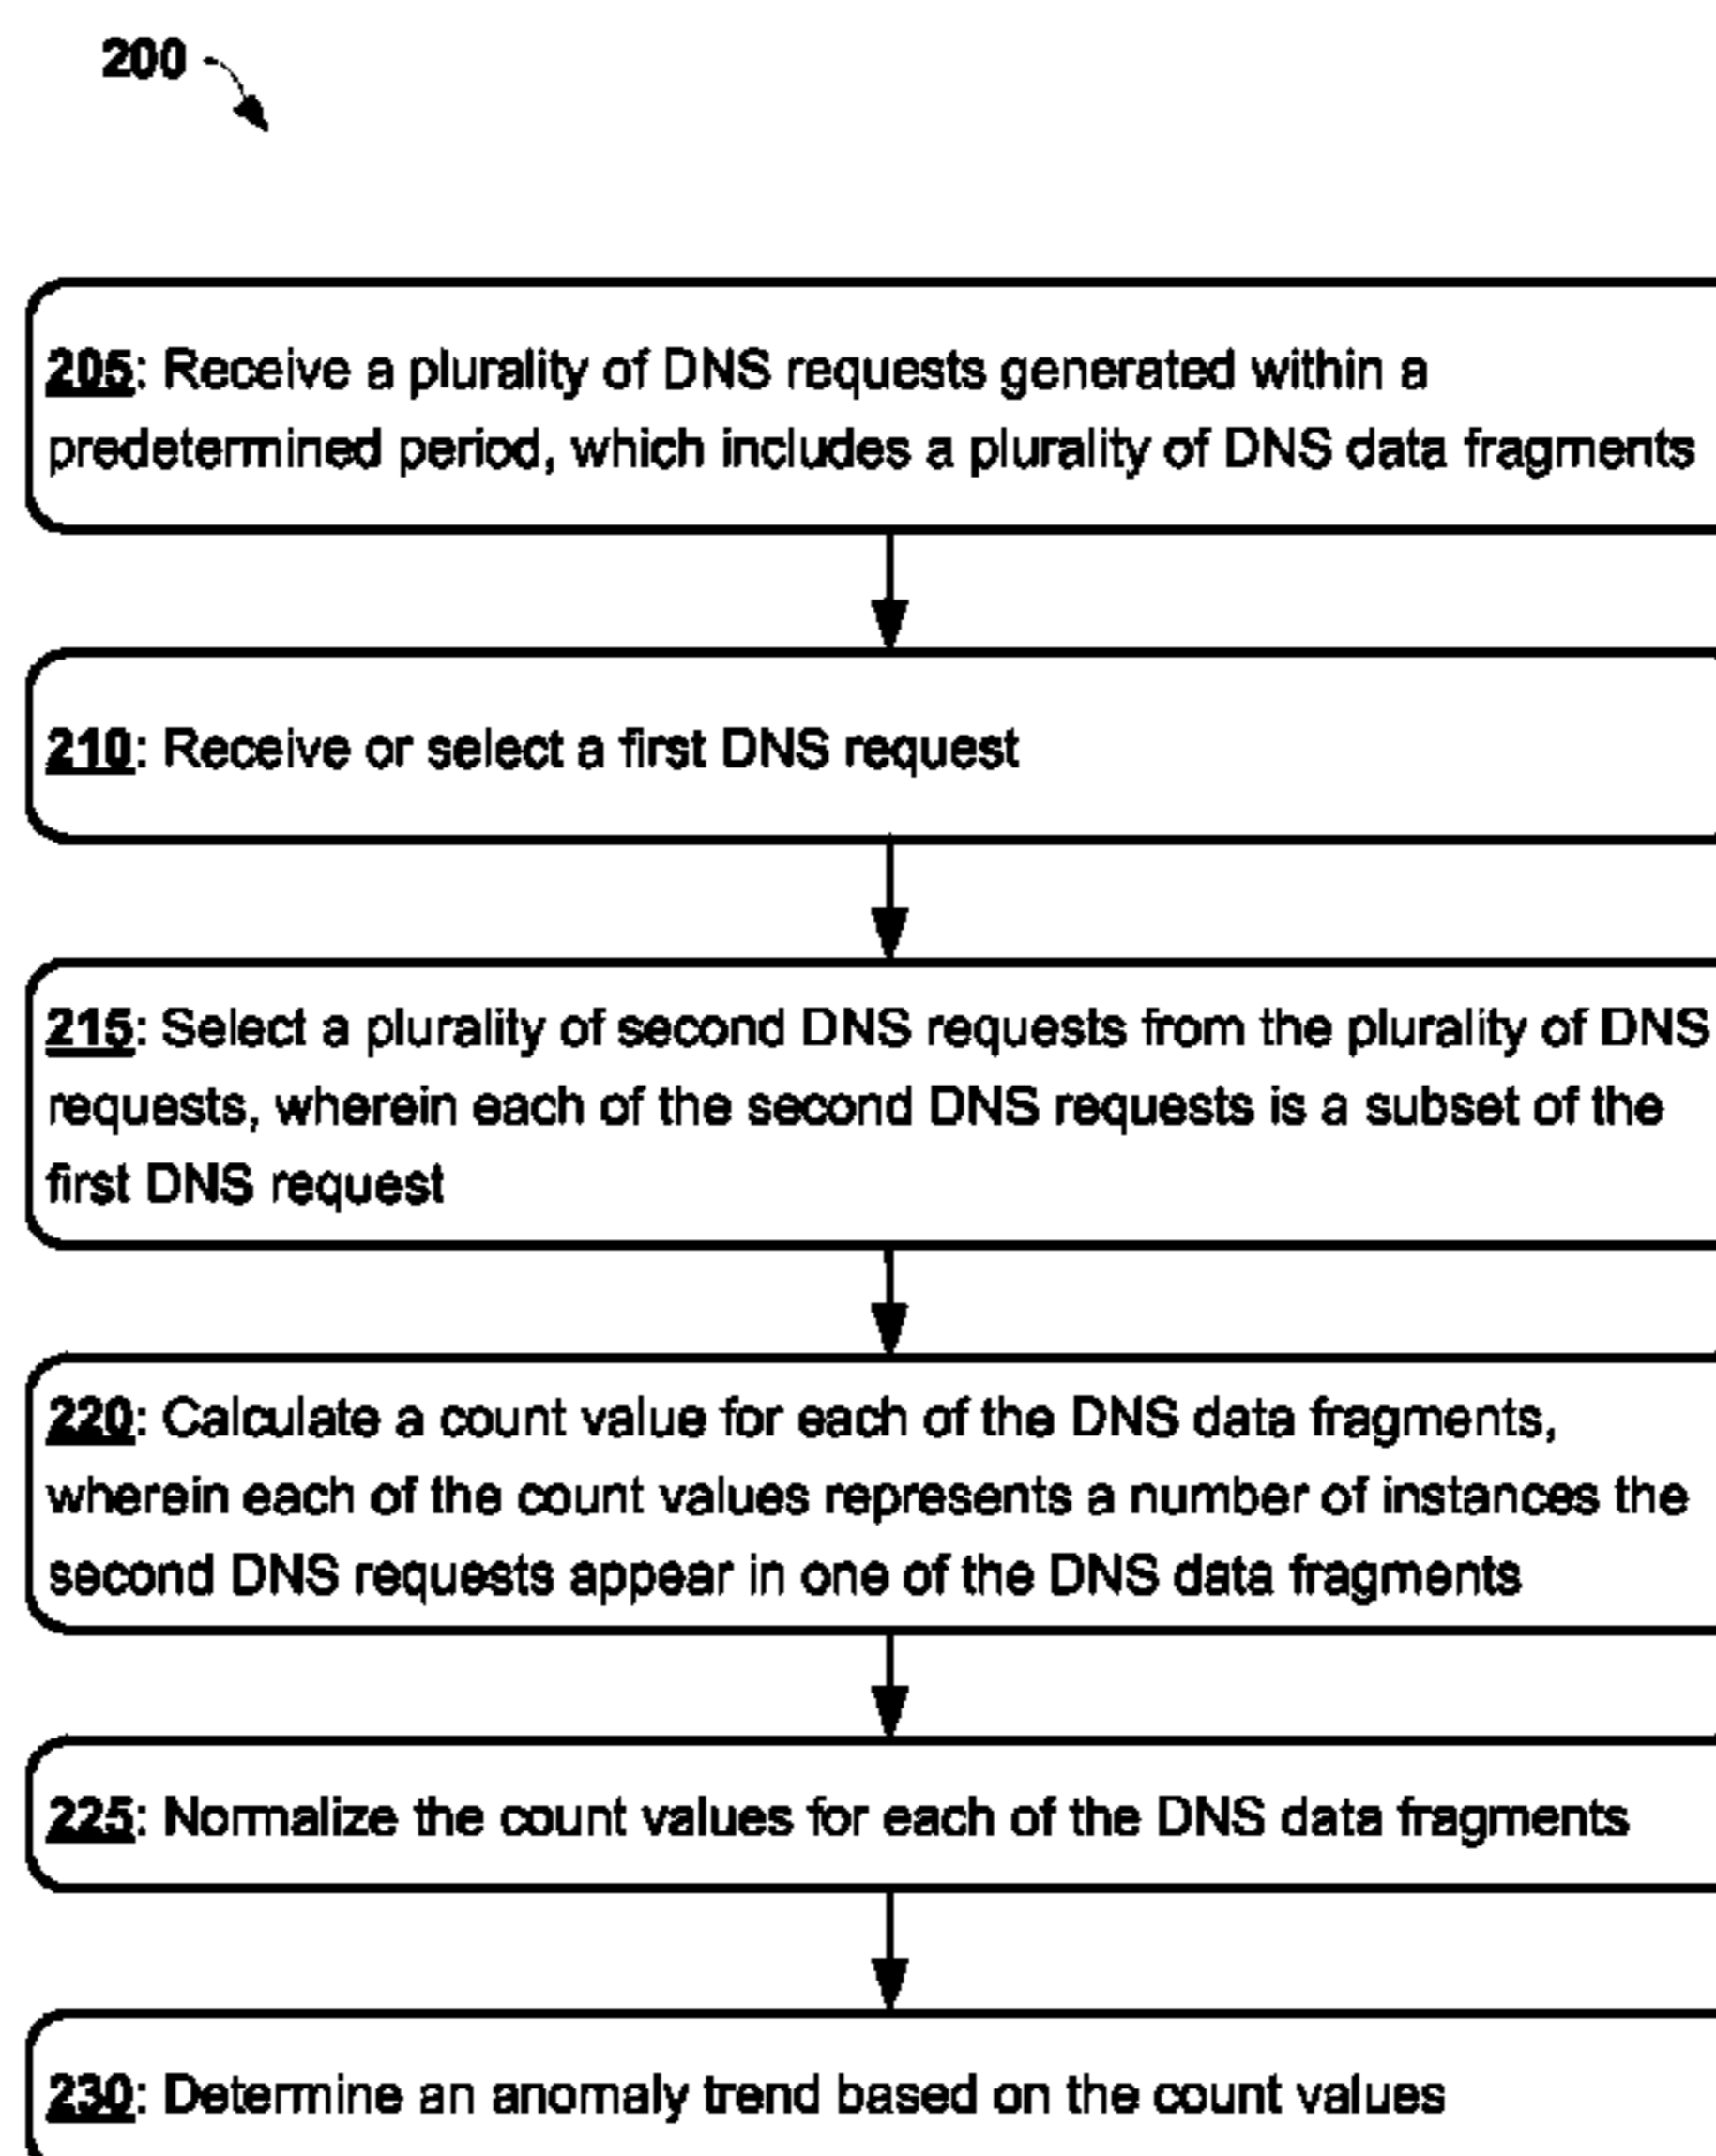 200
205: Receive a plurality of DNS requests generated within a
predetermined period, which includes a plurality of DNS data fragments
210: Receive or select a first DNS request
215: Select a plurality of second DNS requests from the plurality of DNS
requests, wherein each of the second DNS requests is a subset of the
first DNS request
220: Calculate a count value for each of the DNS data fragments,
wherein each of the count values represents a number of instances the
second DNS requests appear in one of the DNS data fragments
225: Normalize the count values for each of the DNS data fragments
230: Determine an anomaly trend based on the count values